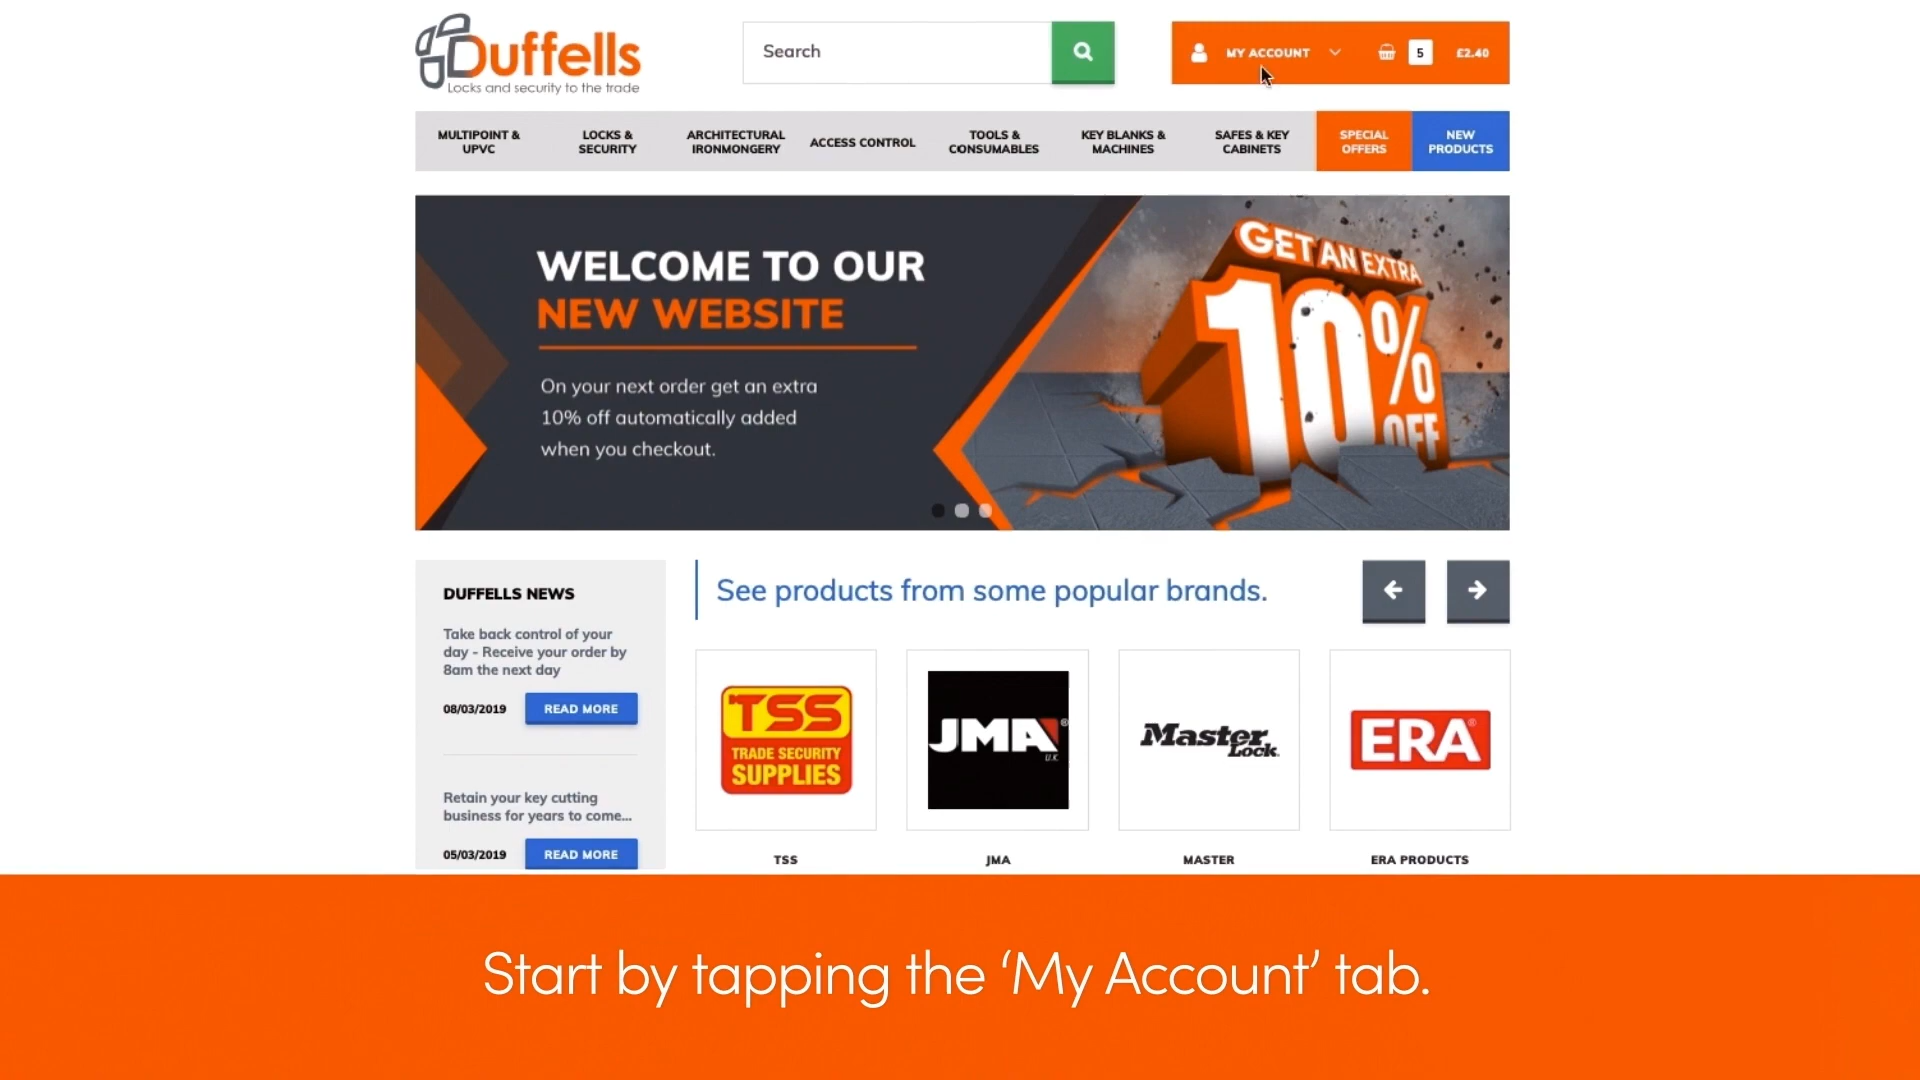 Duffells
Locks and security to the trade
Search
MY ACCOUNT
5
£2.40
MULTIPOINT &
UPVC
LOCKS &
SECURITY
ARCHITECTURAL
IRONMONGERY
ACCESS CONTROL
TOOLS &
CONSUMABLES
KEY BLANKS &
MACHINES
SAFES & KEY
CABINETS
SPECIAL
OFFERS
NEW
PRODUCTS
WELCOME TO OUR
NEW WEBSITE
On your next order get an extra
10% off automatically added
when you checkout.
GET AN EXTRA
10%
OFF
DUFFELLS NEWS
Take back control of your
day - Receive your order by
8am the next day
08/03/2019
READ MORE
Retain your key cutting
business for years to come...
05/03/2019
READ MORE
See products from some popular brands.
TSS
TRADE SECURITY
SUPPLIES
TSS
JMA®
U.K.
JMA
Master
Lock.
MASTER
ERA®
ERA PRODUCTS
Start by tapping the ‘My Account’ tab.